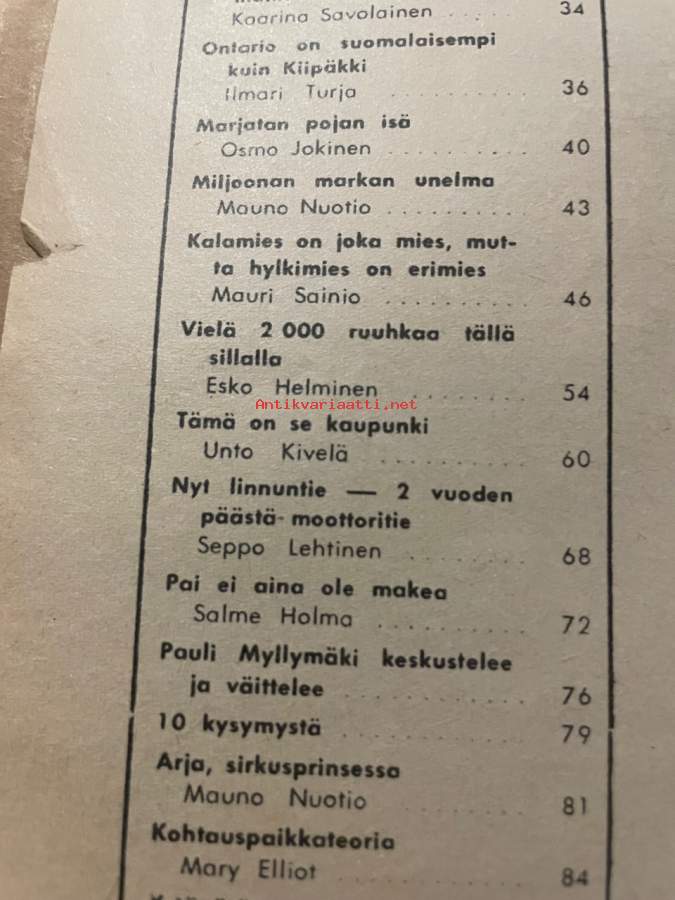 Kaarina Savolainen ..... 34
Ontario on suomalaisempi
kuin Kiipäkki
Ilmari Turja .......... 36
Marjatan pojan isä
Osmo Jokinen .......... 40
Miljoonan markan unelma
Mauno Nuotio .......... 43
Kalamies on joka mies, mut-
ta hylkimies on erimies
Mauri Sainio .......... 46
Vielä 2 000 ruuhkaa tällä
sillalla
Esko Helminen ........ 54
Antikvariaatti.net
Tämä on se kaupunki
Unto Kivelä .......... 60
Nyt linnuntie — 2 vuoden
päästä moottoritie
Seppo Lehtinen ........ 68
Pai ei aina ole makea
Salme Holma .......... 72
Pauli Myllymäki keskustelee
ja väittelee ............ 76
10 kysymystä ............ 79
Arja, sirkusprinsessa
Mauno Nuotio .......... 81
Kohtauspaikkateoria
Mary Elliot ............ 84